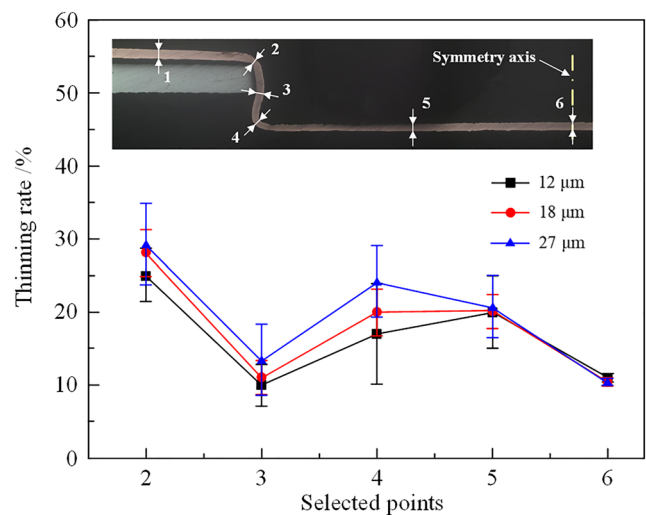 60
50
40
30
20
10
0
Thinning rate /%
2
Symmetry axis
1
3
5
6
4
12 μm
18 μm
27 μm
2 3 4 5 6
Selected points